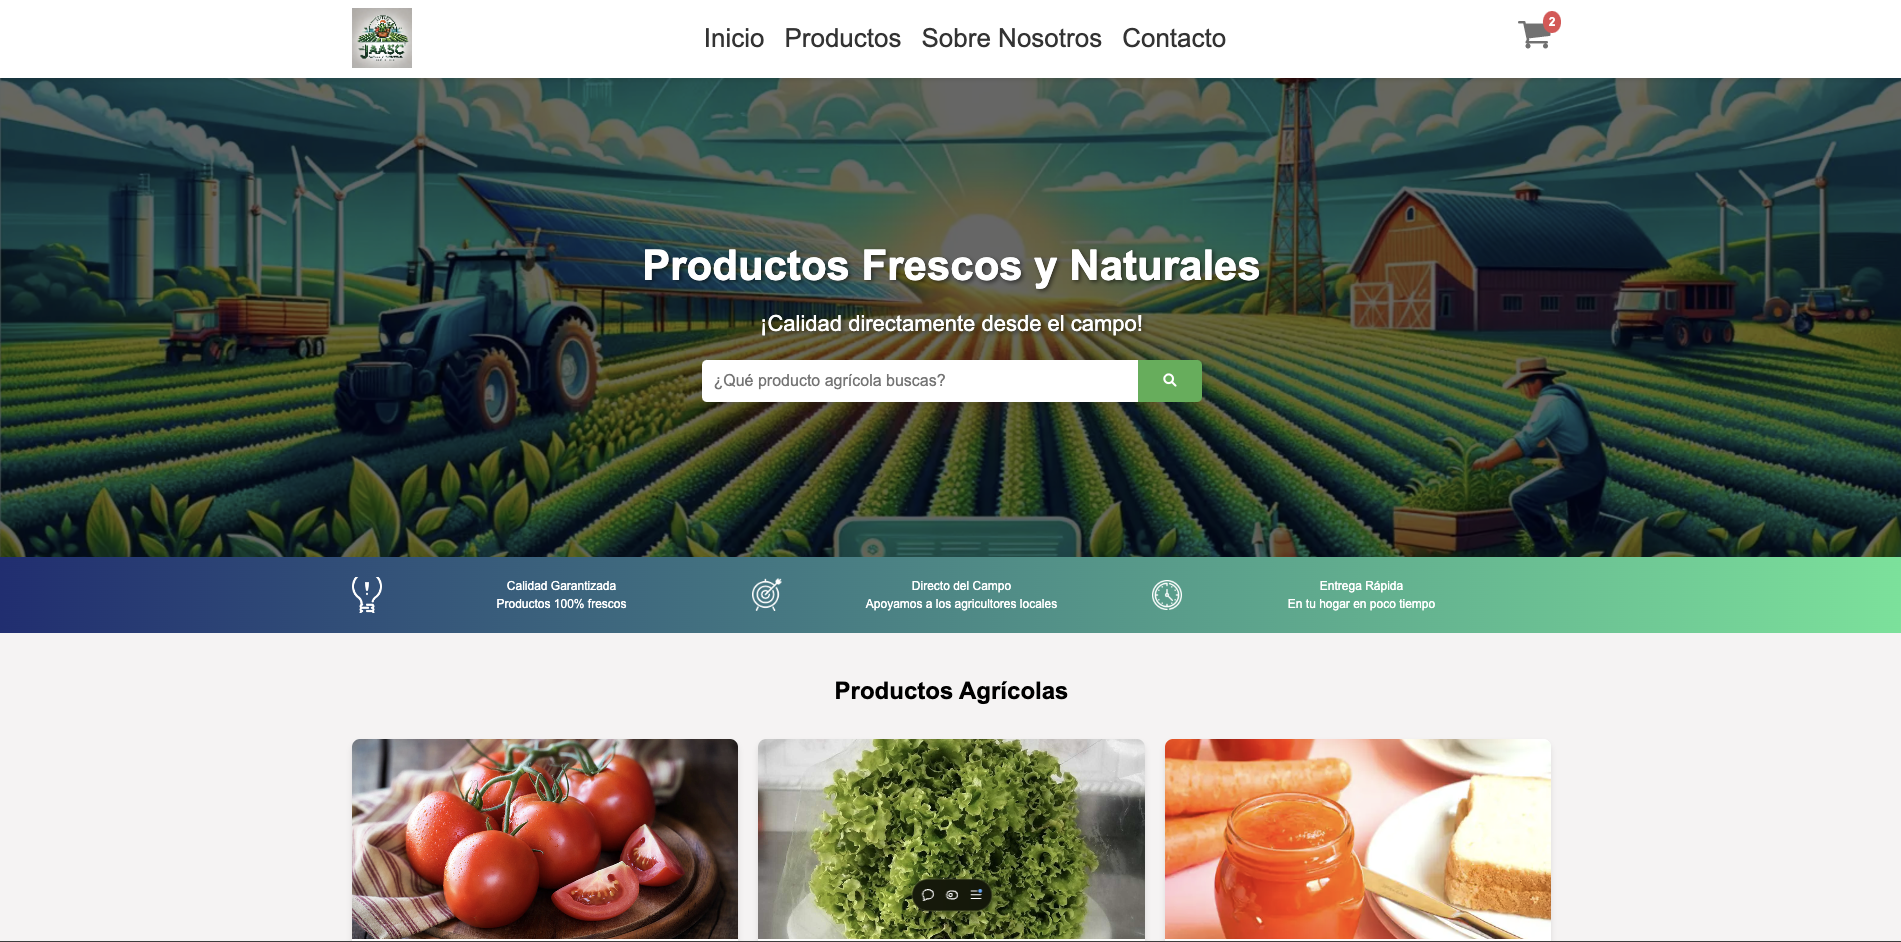 JAASC
Inicio Productos Sobre Nosotros Contacto
2
Productos Frescos y Naturales
¡Calidad directamente desde el campo!
¿Qué producto agrícola buscas?
Calidad Garantizada
Productos 100% frescos
Directo del Campo
Apoyamos a los agricultores locales
Entrega Rápida
En tu hogar en poco tiempo
Productos Agrícolas